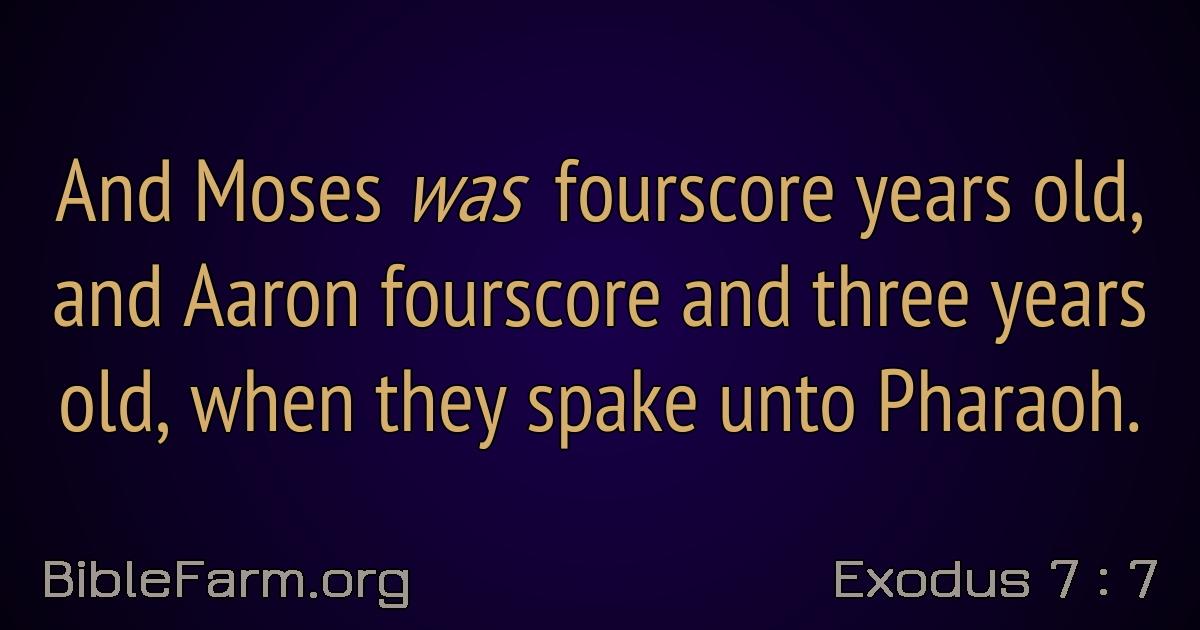 And Moses was fourscore years old,
and Aaron fourscore and three years
old, when they spake unto Pharaoh.
BibleFarm.org
Exodus 7 : 7